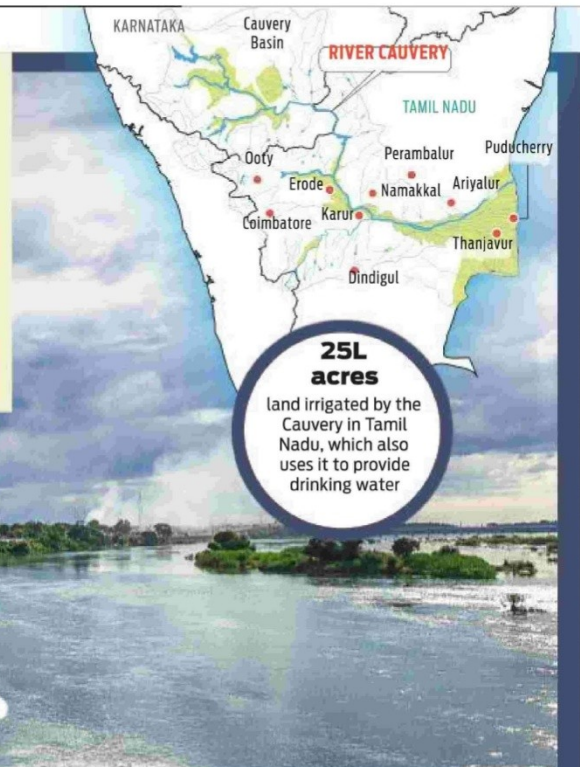 KARNATAKA
Cauvery
Basin
RIVER CAUVERY
TAMIL NADU
Puducherry
Perambalur
Ooty
Erode
Namakkal
Ariyalur
Coimbatore
Karur
Thanjavur
Dindigul
25L
acres
land irrigated by the
Cauvery in Tamil
Nadu, which also
uses it to provide
drinking water